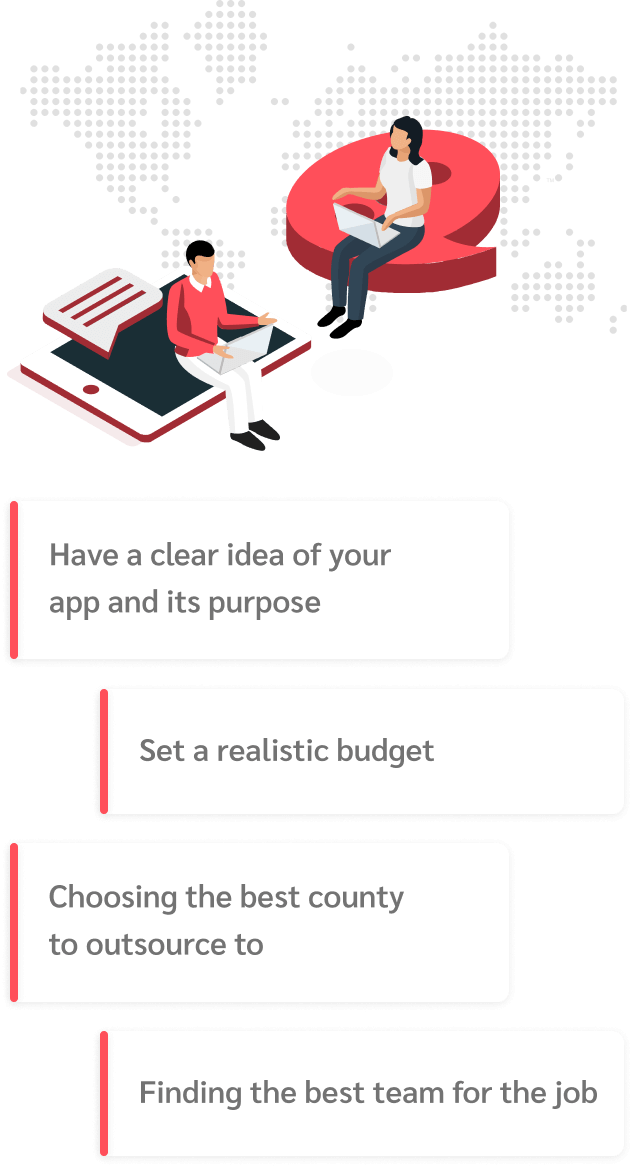 Have a clear idea of your
app and its purpose
Set a realistic budget
Choosing the best county
to outsource to
Finding the best team for the job